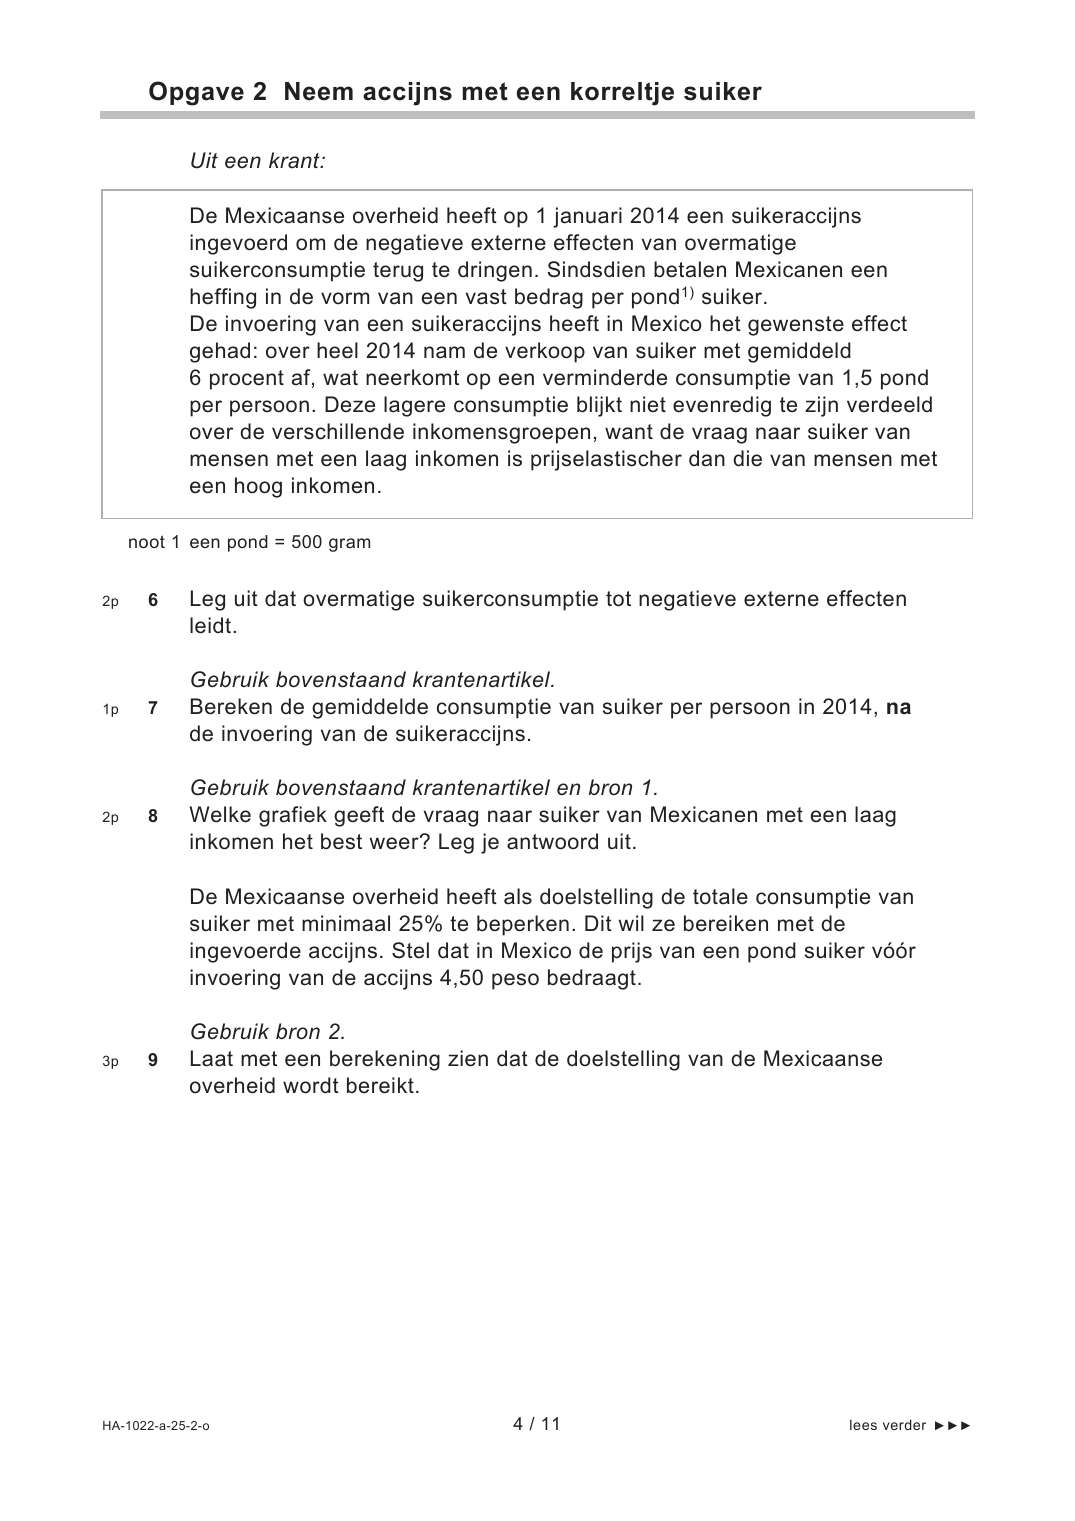 Opgave 2 Neem accijns met een korreltje suiker
Uit een krant:
De Mexicaanse overheid heeft op 1 januari 2014 een suikeraccijns
ingevoerd om de negatieve externe effecten van overmatige
suikerconsumptie terug te dringen. Sindsdien betalen Mexicanen een
heffing in de vorm van een vast bedrag per pond1) suiker.
De invoering van een suikeraccijns heeft in Mexico het gewenste effect
gehad: over heel 2014 nam de verkoop van suiker met gemiddeld
6 procent af, wat neerkomt op een verminderde consumptie van 1,5 pond
per persoon. Deze lagere consumptie blijkt niet evenredig te zijn verdeeld
over de verschillende inkomensgroepen, want de vraag naar suiker van
mensen met een laag inkomen is prijselastischer dan die van mensen met
een hoog inkomen.
noot 1 een pond = 500 gram
2p 6 Leg uit dat overmatige suikerconsumptie tot negatieve externe effecten
leidt.
Gebruik bovenstaand krantenartikel.
1p 7 Bereken de gemiddelde consumptie van suiker per persoon in 2014, na
de invoering van de suikeraccijns.
Gebruik bovenstaand krantenartikel en bron 1.
2p 8 Welke grafiek geeft de vraag naar suiker van Mexicanen met een laag
inkomen het best weer? Leg je antwoord uit.
De Mexicaanse overheid heeft als doelstelling de totale consumptie van
suiker met minimaal 25% te beperken. Dit wil ze bereiken met de
ingevoerde accijns. Stel dat in Mexico de prijs van een pond suiker vóór
invoering van de accijns 4,50 peso bedraagt.
Gebruik bron 2.
3p 9 Laat met een berekening zien dat de doelstelling van de Mexicaanse
overheid wordt bereikt.
HA-1022-a-25-2-o 4 / 11 lees verder ►►►